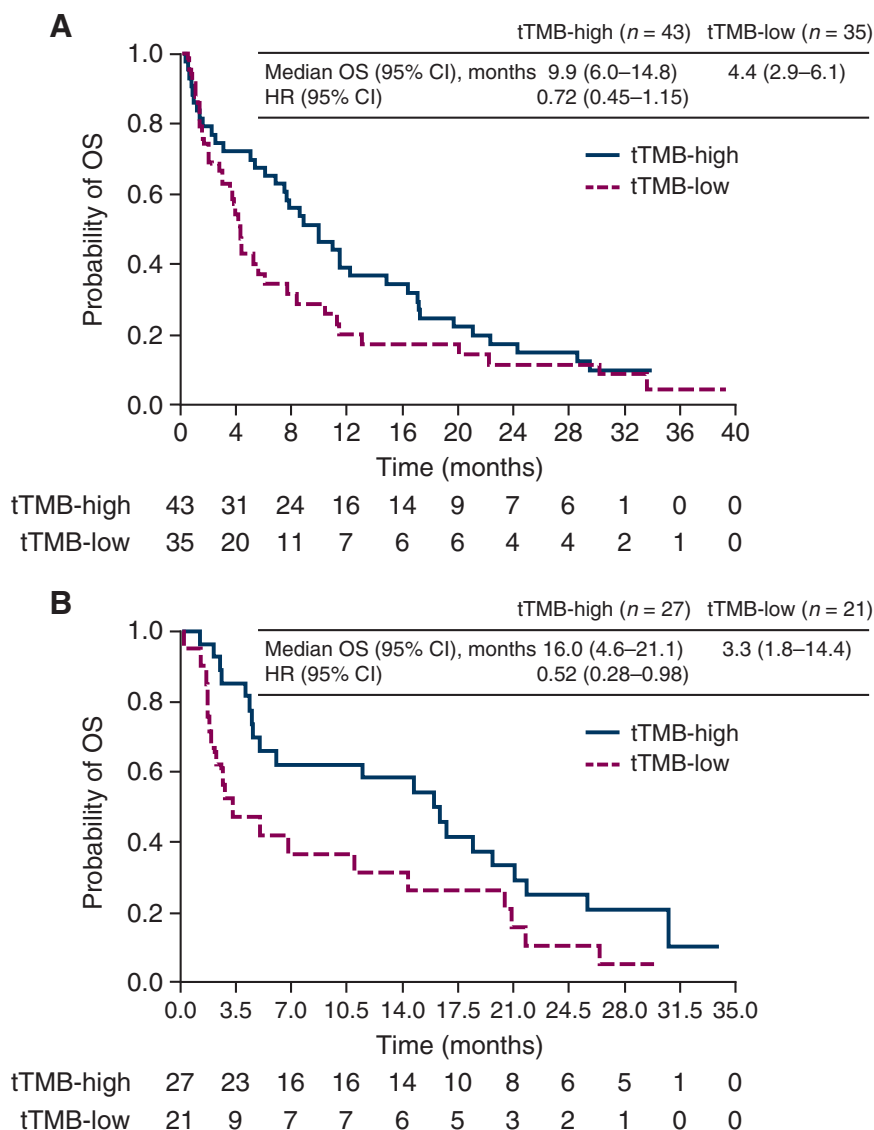 A
tTMB-high (n = 43) tTMB-low (n = 35)
Median OS (95% CI), months 9.9 (6.0–14.8) 4.4 (2.9–6.1)
HR (95% CI) 0.72 (0.45–1.15)
tTMB-high
tTMB-low
Probability of OS
1.0
0.8
0.6
0.4
0.2
0.0
0 4 8 12 16 20 24 28 32 36 40
Time (months)
tTMB-high 43 31 24 16 14 9 7 6 1 0 0
tTMB-low 35 20 11 7 6 6 4 4 2 1 0
B
tTMB-high (n = 27) tTMB-low (n = 21)
Median OS (95% CI), months 16.0 (4.6–21.1) 3.3 (1.8–14.4)
HR (95% CI) 0.52 (0.28–0.98)
tTMB-high
tTMB-low
Probability of OS
1.0
0.8
0.6
0.4
0.2
0.0
0.0 3.5 7.0 10.5 14.0 17.5 21.0 24.5 28.0 31.5 35.0
Time (months)
tTMB-high 27 23 16 16 14 10 8 6 5 1 0
tTMB-low 21 9 7 7 6 5 3 2 1 0 0